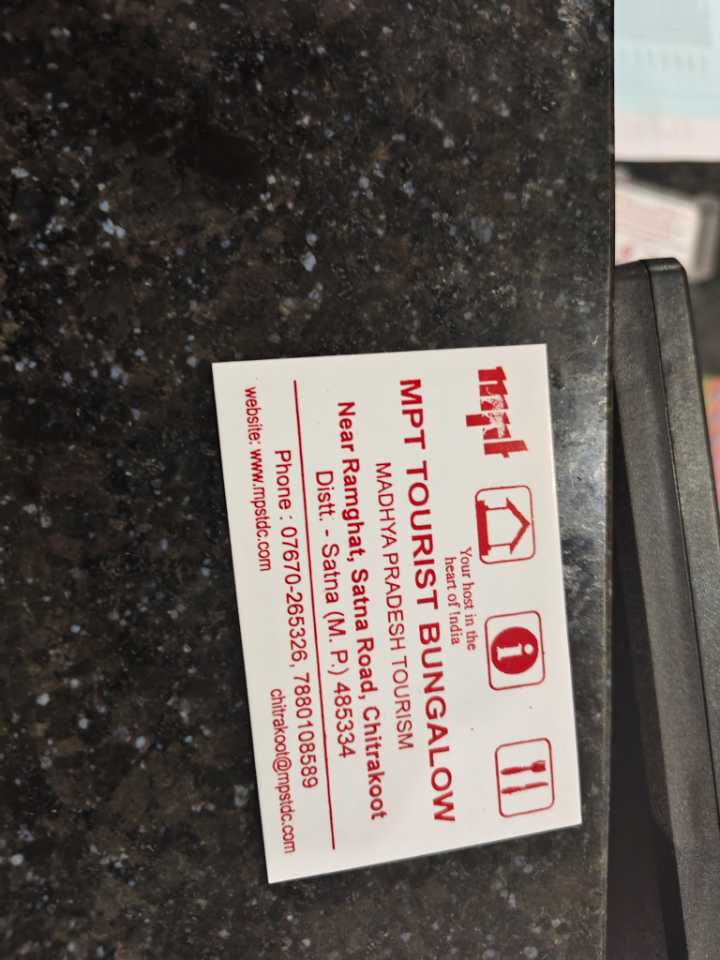 mpt
Your host in the
heart of India
MPT TOURIST BUNGALOW
MADHYA PRADESH TOURISM
Near Ramghat, Satna Road, Chitrakoot
Distt. - Satna (M. P.) 485334
Phone : 07670-265326, 7880108589
website: www.mpstdc.com chitrakoot@mpstdc.com